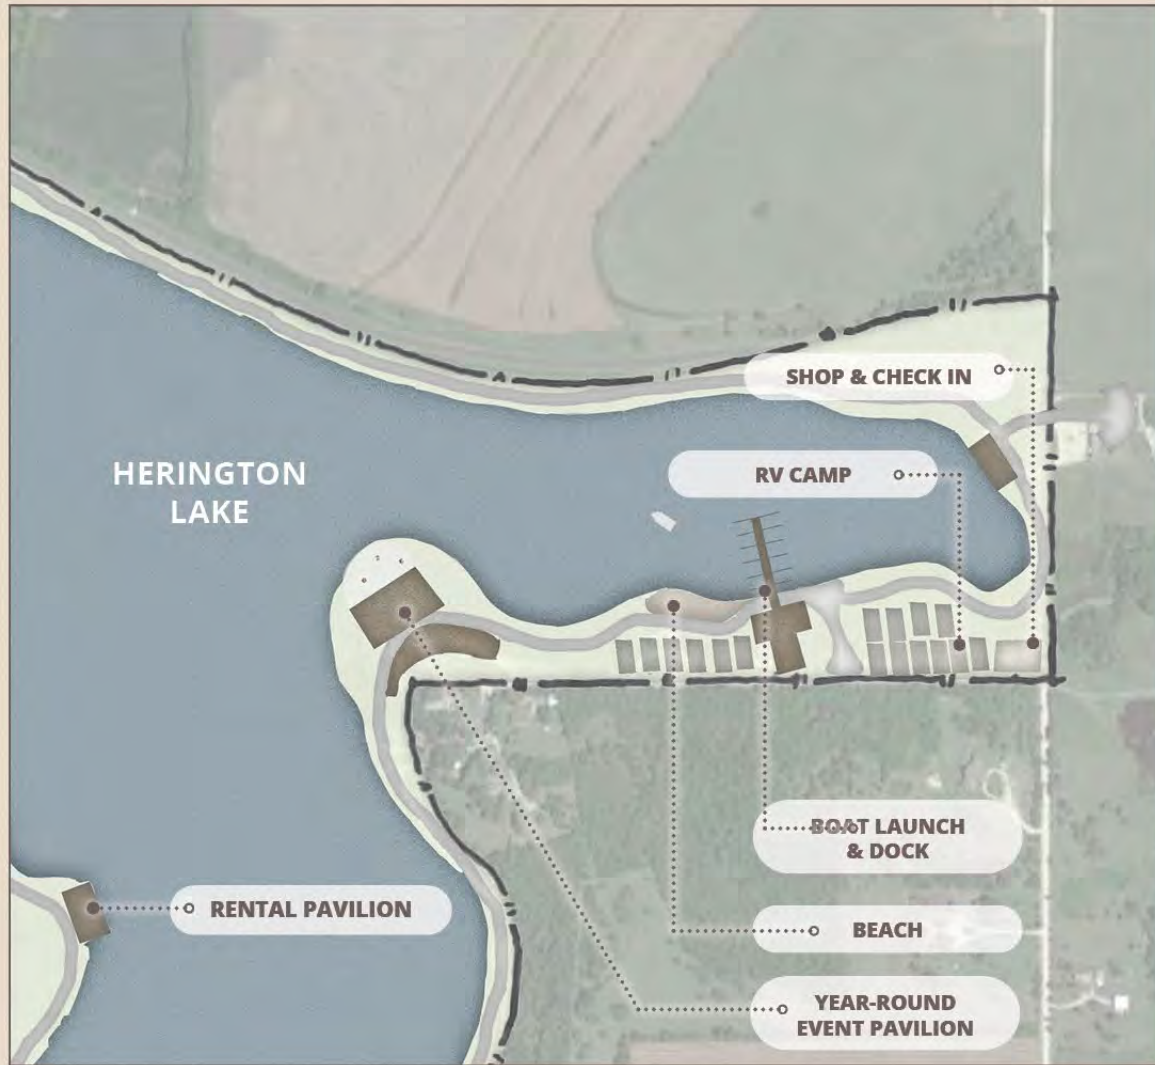 SHOP & CHECK IN
HERINGTON
LAKE
RV CAMP
BOAT LAUNCH
& DOCK
RENTAL PAVILION
BEACH
YEAR-ROUND
EVENT PAVILION